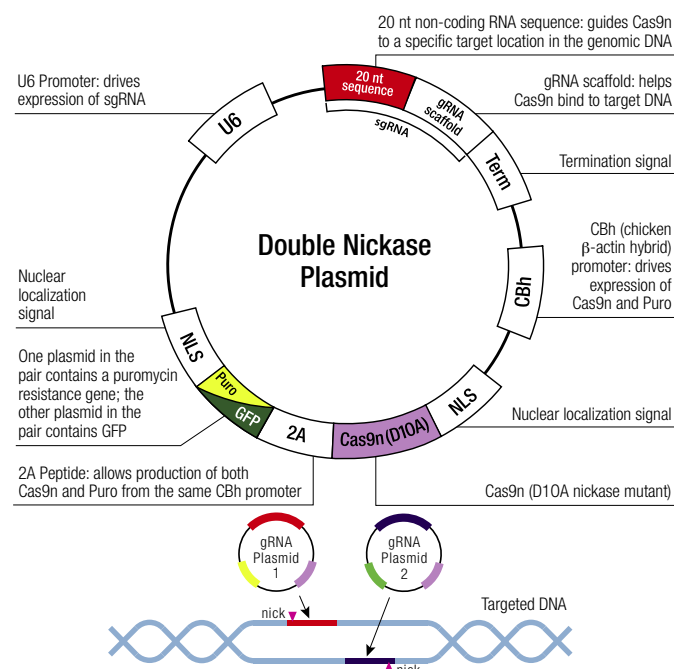 20 nt non-coding RNA sequence: guides Cas9n
to a specific target location in the genomic DNA
U6 Promoter: drives
expression of sgRNA
gRNA scaffold: helps
Cas9n bind to target DNA
20 nt
sequence
gRNA
scaffold
sgRNA
U6
Term
Termination signal
Double Nickase
Plasmid
CBh (chicken
β-actin hybrid)
promoter: drives
expression of
Cas9n and Puro
CBh
Nuclear
localization
signal
NLS
One plasmid in the
pair contains a puromycin
resistance gene; the
other plasmid in the
pair contains GFP
Puro
GFP
2A
Cas9n (D10A)
NLS
Nuclear localization signal
2A Peptide: allows production of both
Cas9n and Puro from the same CBh promoter
Cas9n (D10A nickase mutant)
gRNA
Plasmid
1
gRNA
Plasmid
2
nick
Targeted DNA
nick